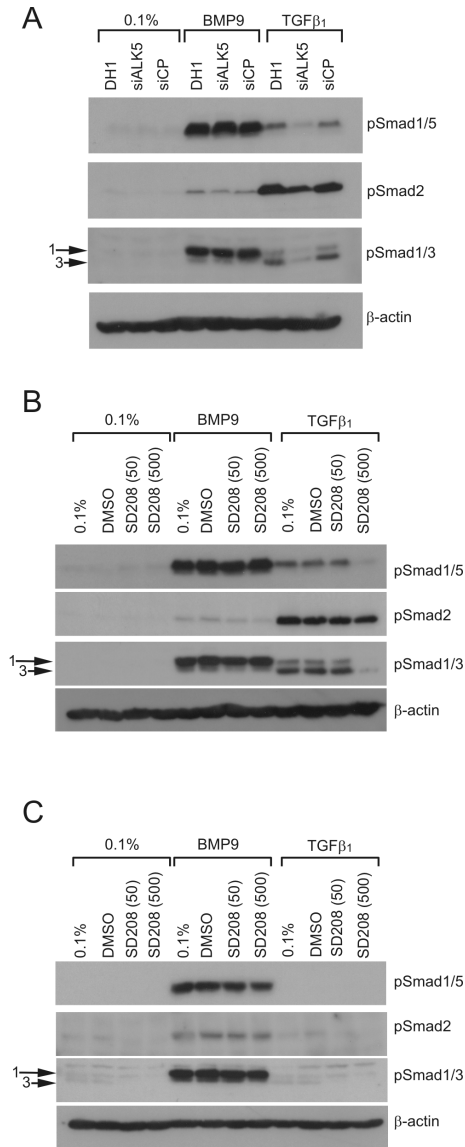 A
0.1% BMP9 TGFβ1
DH1 siALK5 siCP DH1 siALK5 siCP DH1 siALK5 siCP
pSmad1/5
pSmad2
1
3
pSmad1/3
β-actin
B
0.1% BMP9 TGFβ1
0.1% DMSO SD208 (50) SD208 (500) 0.1% DMSO SD208 (50) SD208 (500) 0.1% DMSO SD208 (50) SD208 (500)
pSmad1/5
pSmad2
1
3
pSmad1/3
β-actin
C
0.1% BMP9 TGFβ1
0.1% DMSO SD208 (50) SD208 (500) 0.1% DMSO SD208 (50) SD208 (500) 0.1% DMSO SD208 (50) SD208 (500)
pSmad1/5
pSmad2
1
3
pSmad1/3
β-actin